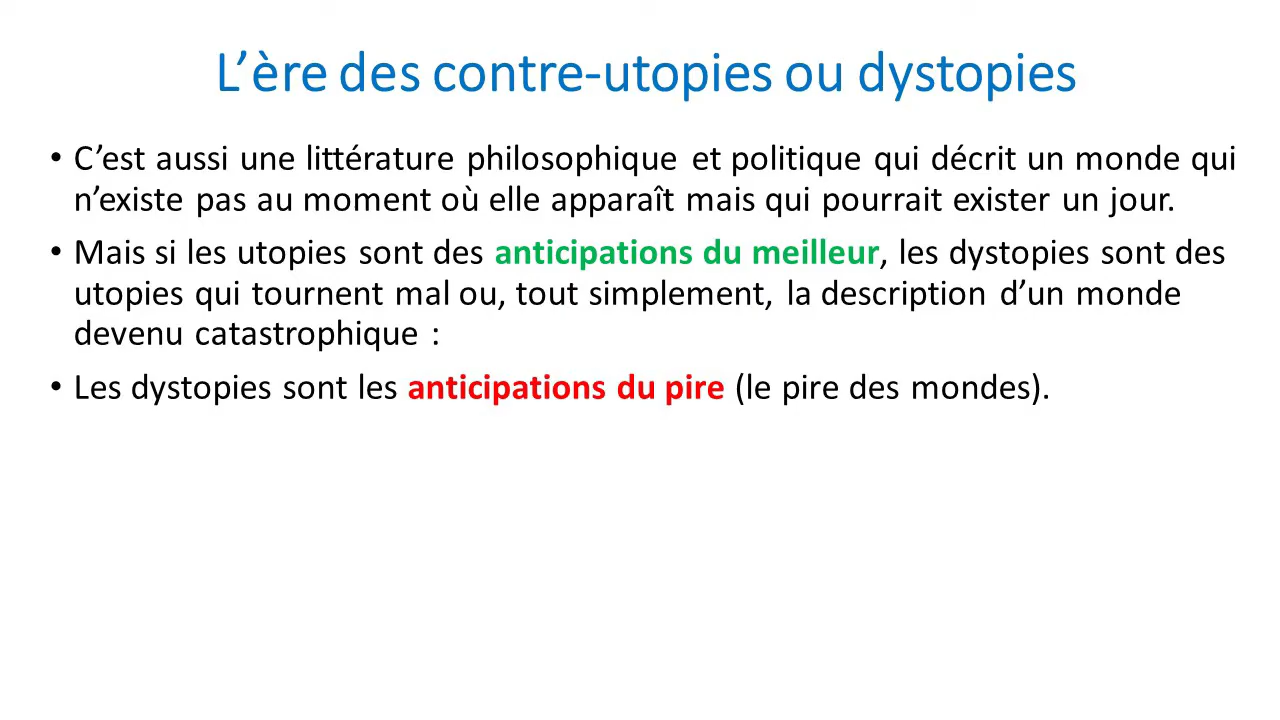 L’ère des contre-utopies ou dystopies
• C’est aussi une littérature philosophique et politique qui décrit un monde qui
n’existe pas au moment où elle apparaît mais qui pourrait exister un jour.
• Mais si les utopies sont des anticipations du meilleur, les dystopies sont des
utopies qui tournent mal ou, tout simplement, la description d’un monde
devenu catastrophique :
• Les dystopies sont les anticipations du pire (le pire des mondes).